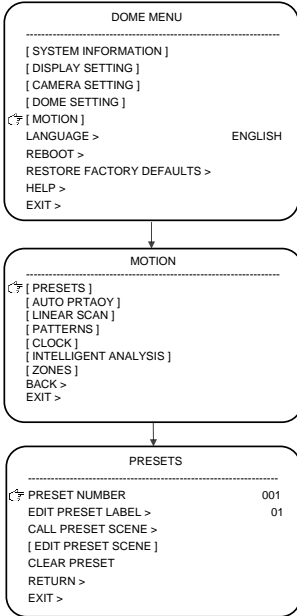 DOME MENU
[ SYSTEM INFORMATION ]
[ DISPLAY SETTING ]
[ CAMERA SETTING ]
[ DOME SETTING ]
[ MOTION ]
LANGUAGE > ENGLISH
REBOOT >
RESTORE FACTORY DEFAULTS >
HELP >
EXIT >
MOTION
[ PRESETS ]
[ AUTO PRTAOY ]
[ LINEAR SCAN ]
[ PATTERNS ]
[ CLOCK ]
[ INTELLIGENT ANALYSIS ]
[ ZONES ]
BACK >
EXIT >
PRESETS
PRESET NUMBER 001
EDIT PRESET LABEL > 01
CALL PRESET SCENE >
[ EDIT PRESET SCENE ]
CLEAR PRESET
RETURN >
EXIT >